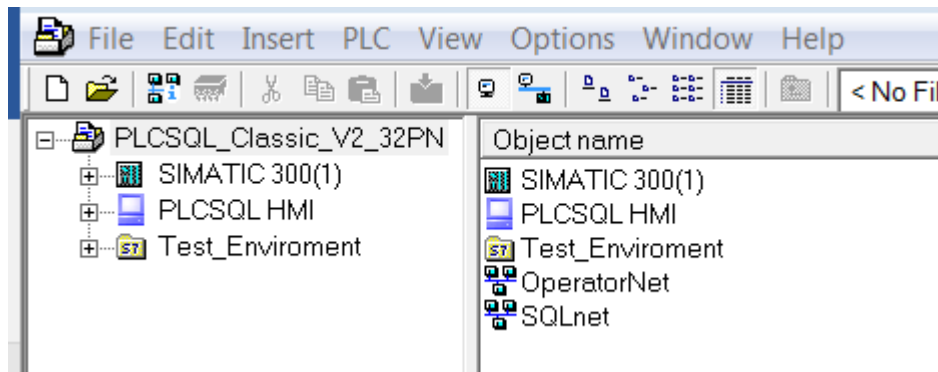 File Edit Insert PLC View Options Window Help
< No Fil
PLCSQL_Classic_V2_32PN
SIMATIC 300(1)
PLCSQL HMI
Test_Enviroment
Object name
SIMATIC 300(1)
PLCSQL HMI
Test_Enviroment
OperatorNet
SQLnet